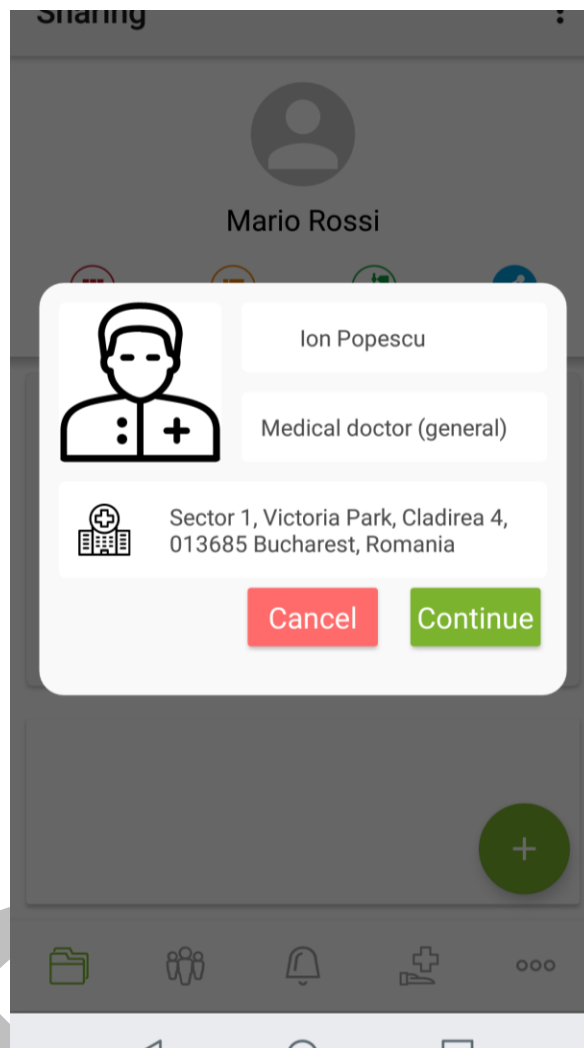 Sharing
Mario Rossi
Ion Popescu
Medical doctor (general)
Sector 1, Victoria Park, Cladirea 4,
013685 Bucharest, Romania
Cancel
Continue